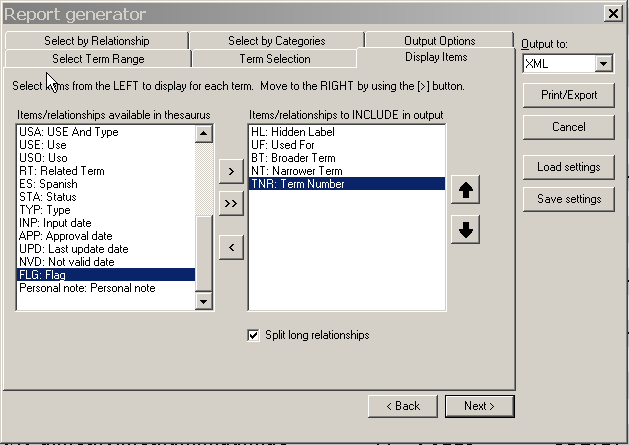 Report generator
Select by Relationship
Select by Categories
Output Options
Select Term Range
Term Selection
Display Items
Output to:
XML
Select items from the LEFT to display for each term. Move to the RIGHT by using the [>] button.
Print/Export
Cancel
Load settings
Save settings
Items/relationships available in thesaurus
USA: USE And Type
USE: Use
USO: Uso
RT: Related Term
ES: Spanish
STA: Status
TYP: Type
INP: Input date
APP: Approval date
UPD: Last update date
NVD: Not valid date
FLG: Flag
Personal note: Personal note
>
>>
<
Items/relationships to INCLUDE in output
HL: Hidden Label
UF: Used For
BT: Broader Term
NT: Narrower Term
TNR: Term Number
Split long relationships
< Back
Next >